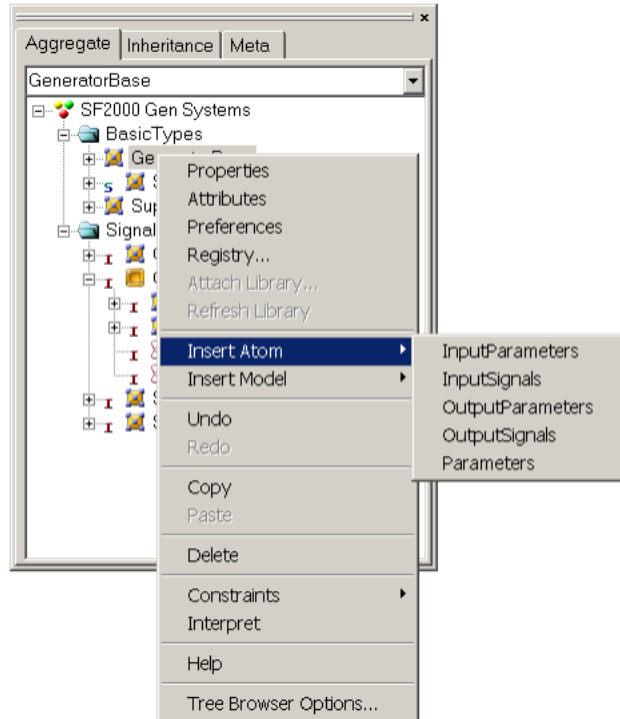 Aggregate Inheritance Meta
GeneratorBase
SF2000 Gen Systems
BasicTypes
S
Signal
Properties
Attributes
Preferences
Registry...
Attach Library...
Refresh Library
Insert Atom
Insert Model
Undo
Redo
Copy
Paste
Delete
Constraints
Interpret
Help
Tree Browser Options...
InputParameters
InputSignals
OutputParameters
OutputSignals
Parameters